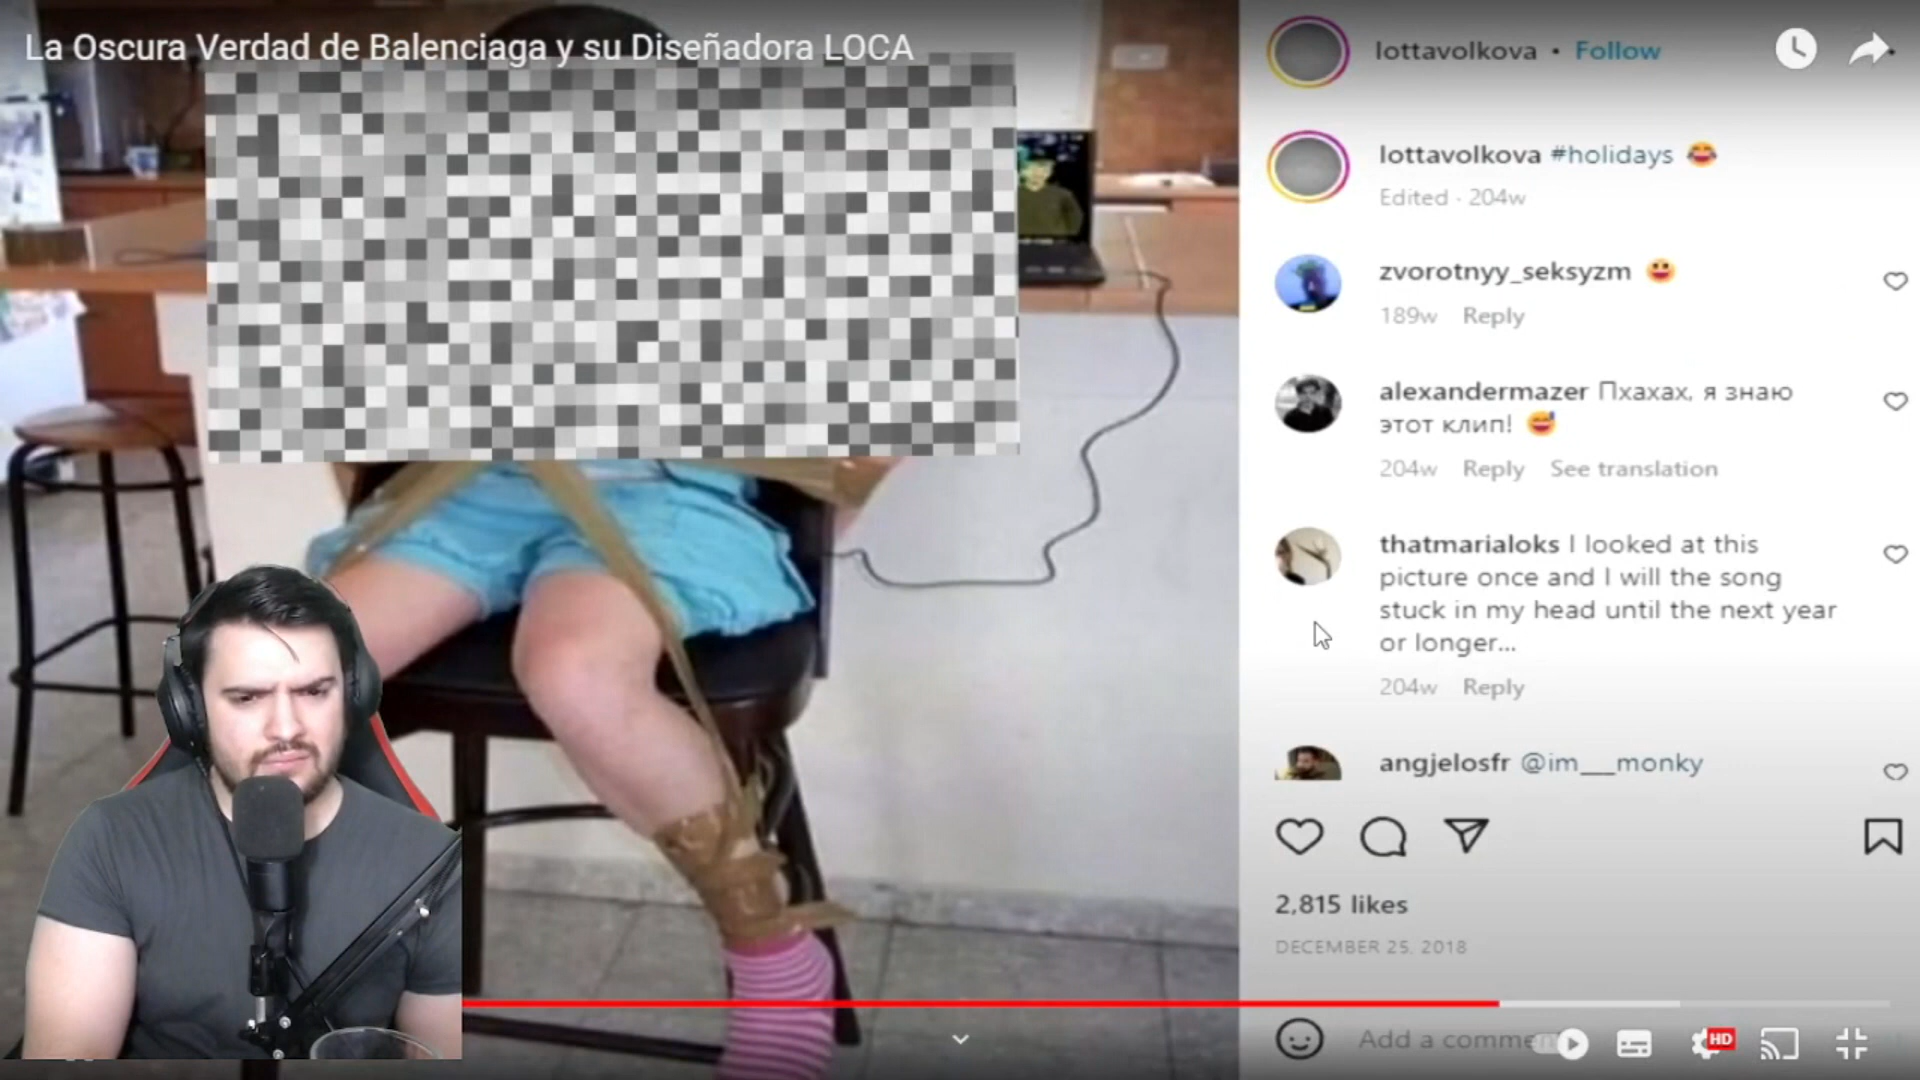 La Oscura Verdad de Balenciaga y su Diseñadora LOCA
lottavolkova • Follow
lottavolkova #holidays 😂
Edited · 204w
zvorotnyy_seksyzm 😀
189w Reply
alexandermazer Пхахах, я знаю
этот клип! 😅
204w Reply See translation
thatmarialoks I looked at this
picture once and I will the song
stuck in my head until the next year
or longer...
204w Reply
angjelosfr @im___monky
2,815 likes
DECEMBER 25, 2018
Add a commen
HD